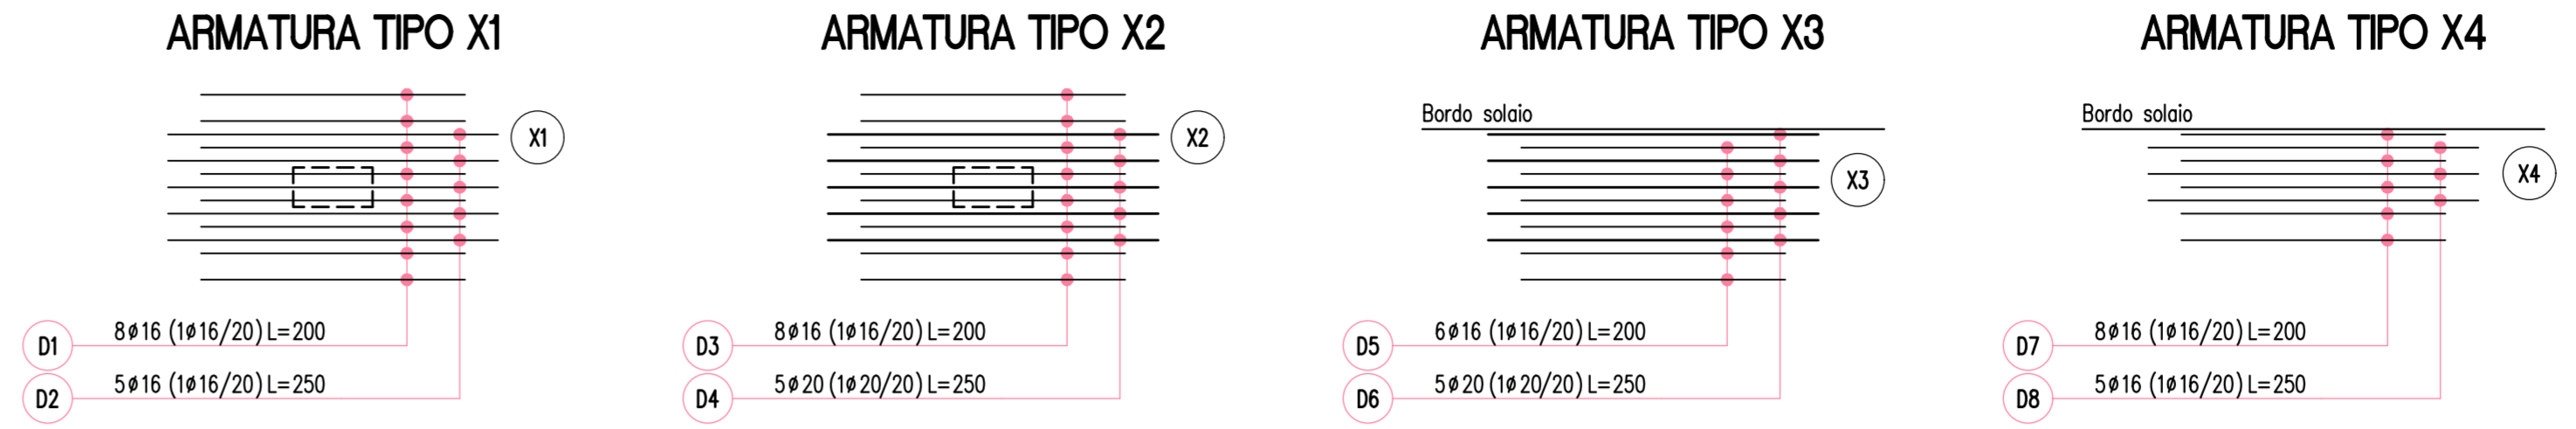 ARMATURA TIPO X1
X1
D1 8ø16 (1ø16/20) L=200
D2 5ø16 (1ø16/20) L=250
ARMATURA TIPO X2
X2
D3 8ø16 (1ø16/20) L=200
D4 5ø20 (1ø20/20) L=250
ARMATURA TIPO X3
Bordo solaio
X3
D5 6ø16 (1ø16/20) L=200
D6 5ø20 (1ø20/20) L=250
ARMATURA TIPO X4
Bordo solaio
X4
D7 8ø16 (1ø16/20) L=200
D8 5ø16 (1ø16/20) L=250